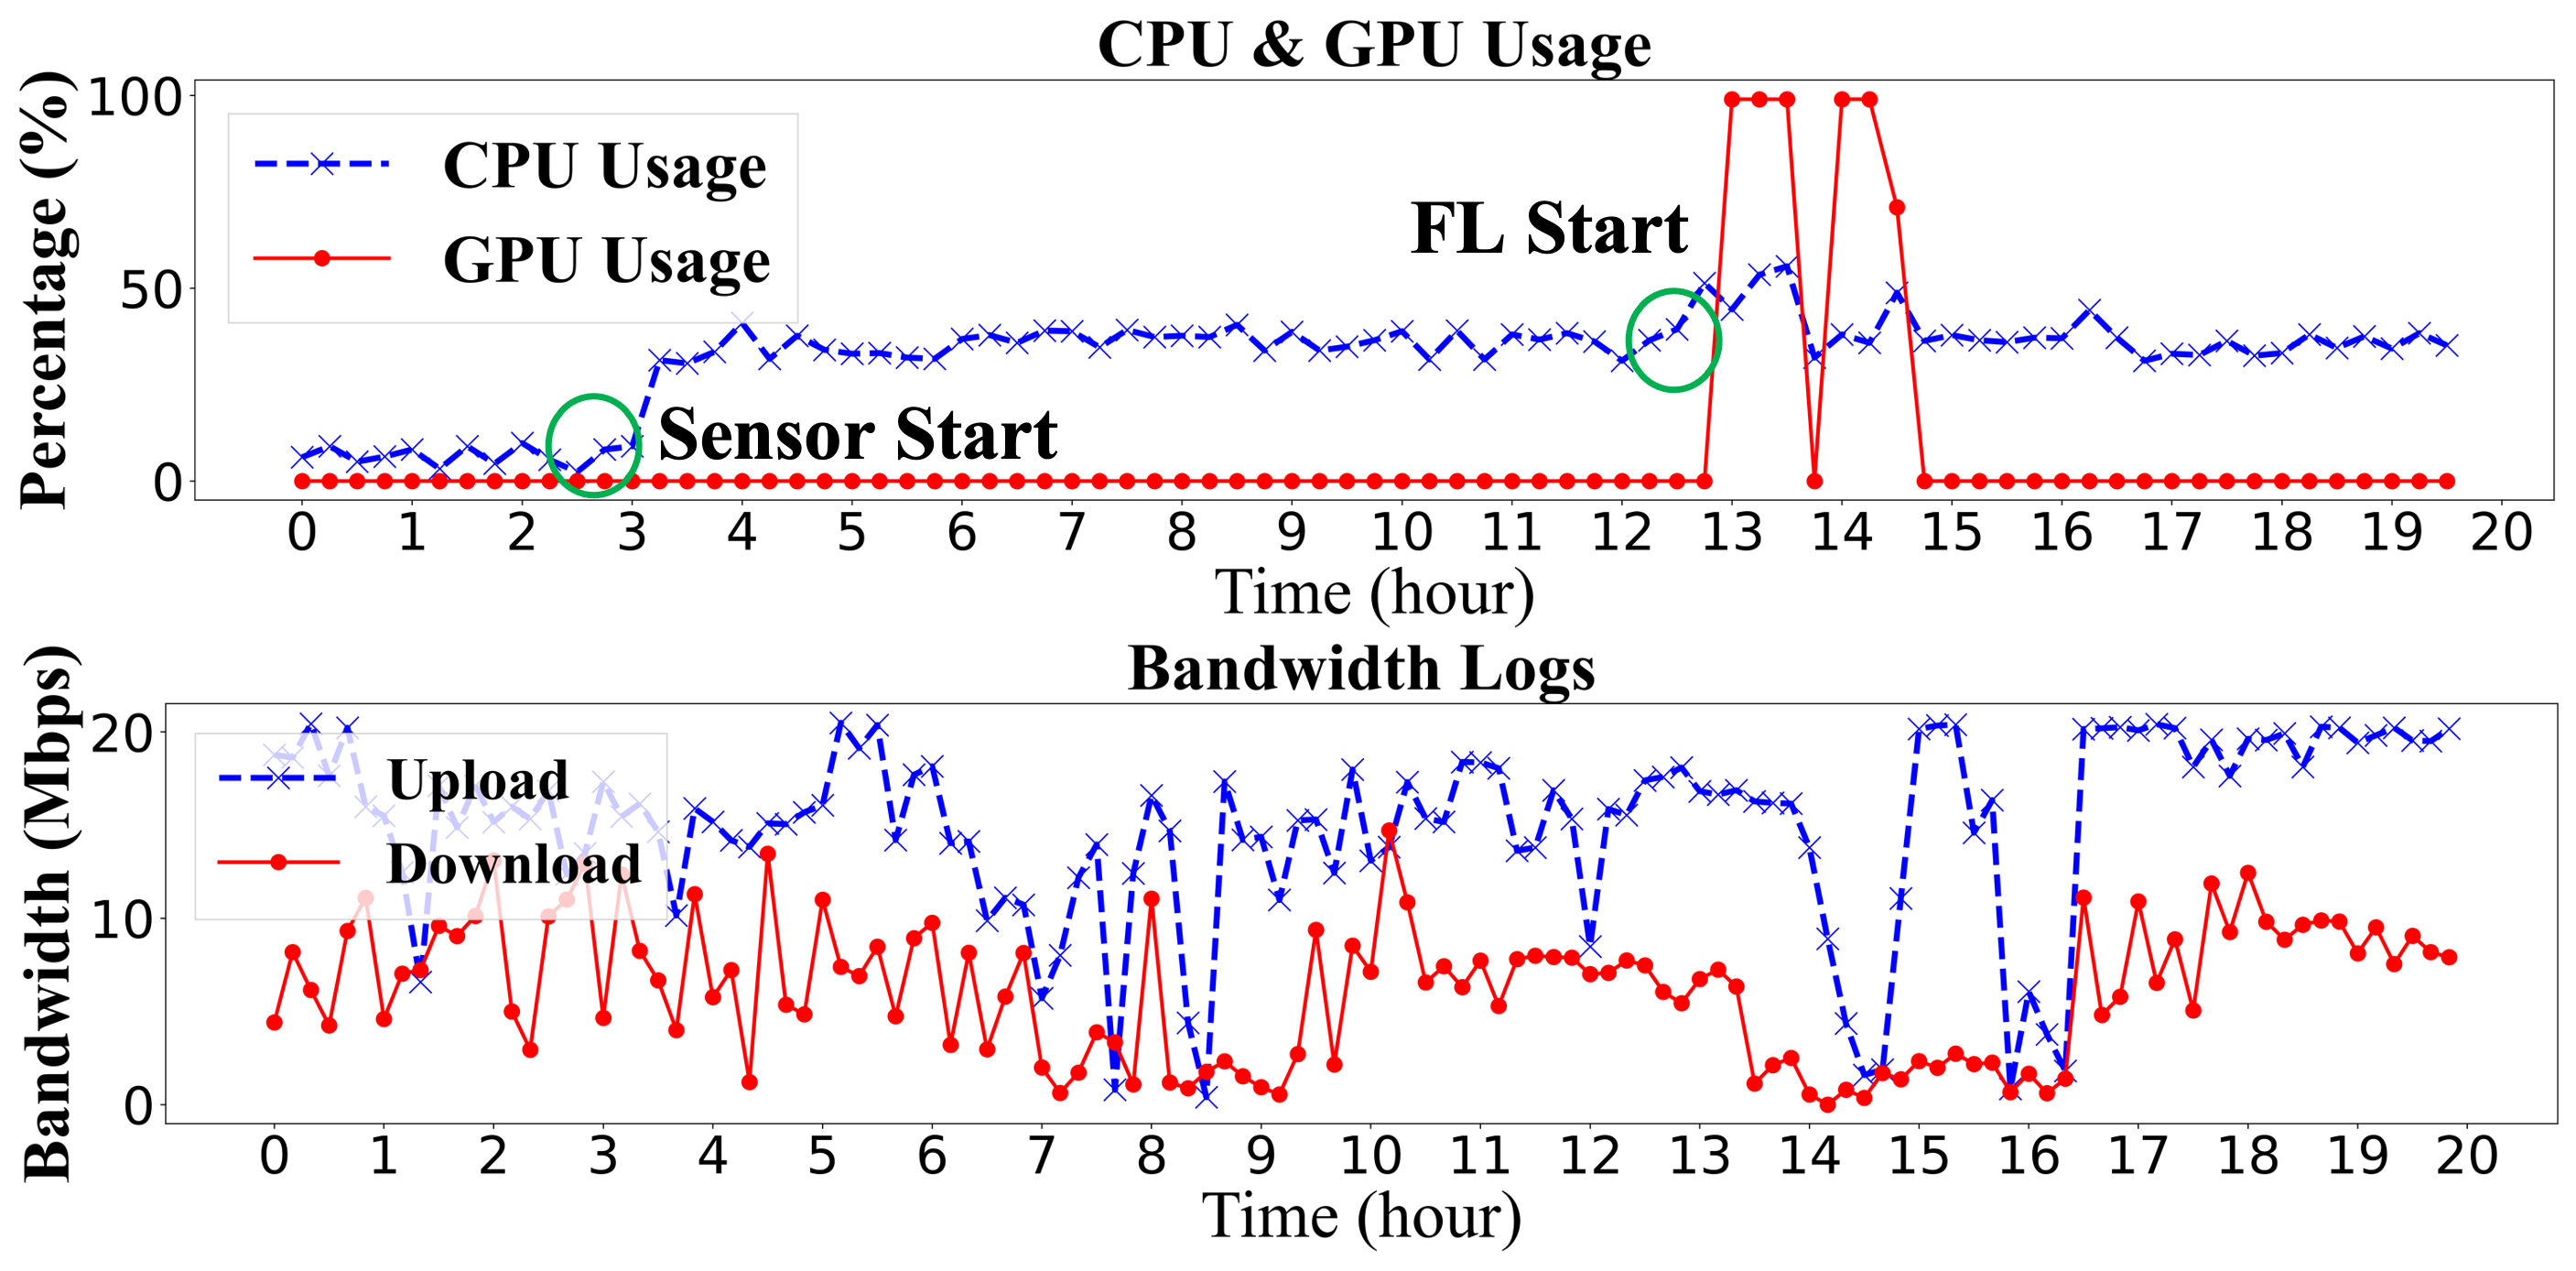 CPU & GPU Usage
Percentage (%)
100
50
0
CPU Usage
GPU Usage
FL Start
Sensor Start
0 1 2 3 4 5 6 7 8 9 10 11 12 13 14 15 16 17 18 19 20
Time (hour)
Bandwidth Logs
Bandwidth (Mbps)
20
10
0
Upload
Download
0 1 2 3 4 5 6 7 8 9 10 11 12 13 14 15 16 17 18 19 20
Time (hour)